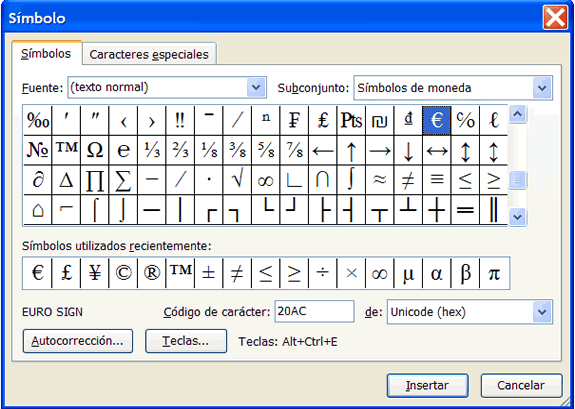 Símbolo
Símbolos Caracteres especiales
Fuente: (texto normal) Subconjunto: Símbolos de moneda
‰ ′ ″ ‹ › ‼ ‾ ⁄ ⁿ ₣ ₤ ₧ ₪ ₫ € ℅ ℓ
№ ™ Ω ℮ ⅓ ⅔ ⅛ ⅜ ⅝ ⅞ ← ↑ → ↓ ↔ ↕ ↨
∂ ∆ ∏ ∑ − ∕ ∙ √ ∞ ∟ ∩ ∫ ≈ ≠ ≡ ≤ ≥
⌂ ⌐ ⌠ ⌡ ─ │ ┌ ┐ └ ┘ ├ ┤ ┬ ┴ ┼ ═ ║
Símbolos utilizados recientemente:
€ £ ¥ © ® ™ ± ≠ ≤ ≥ ÷ × ∞ µ α β π
EURO SIGN Código de carácter: 20AC de: Unicode (hex)
Autocorrección... Teclas... Teclas: Alt+Ctrl+E
Insertar Cancelar